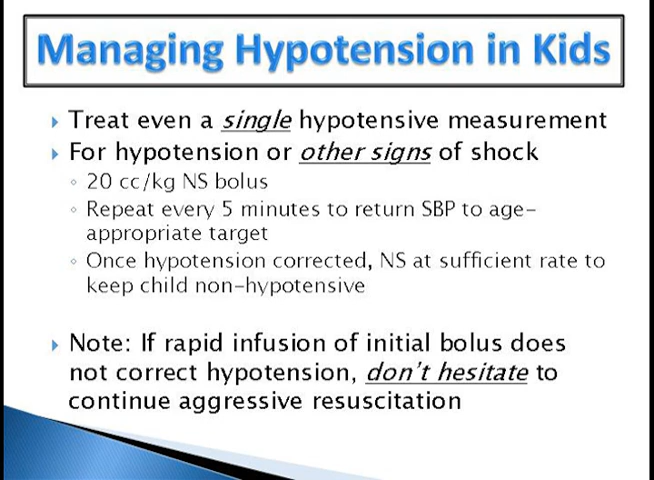 Managing Hypotension in Kids
Treat even a single hypotensive measurement
For hypotension or other signs of shock
20 cc/kg NS bolus
Repeat every 5 minutes to return SBP to age-
appropriate target
Once hypotension corrected, NS at sufficient rate to
keep child non-hypotensive
Note: If rapid infusion of initial bolus does
not correct hypotension, don't hesitate to
continue aggressive resuscitation